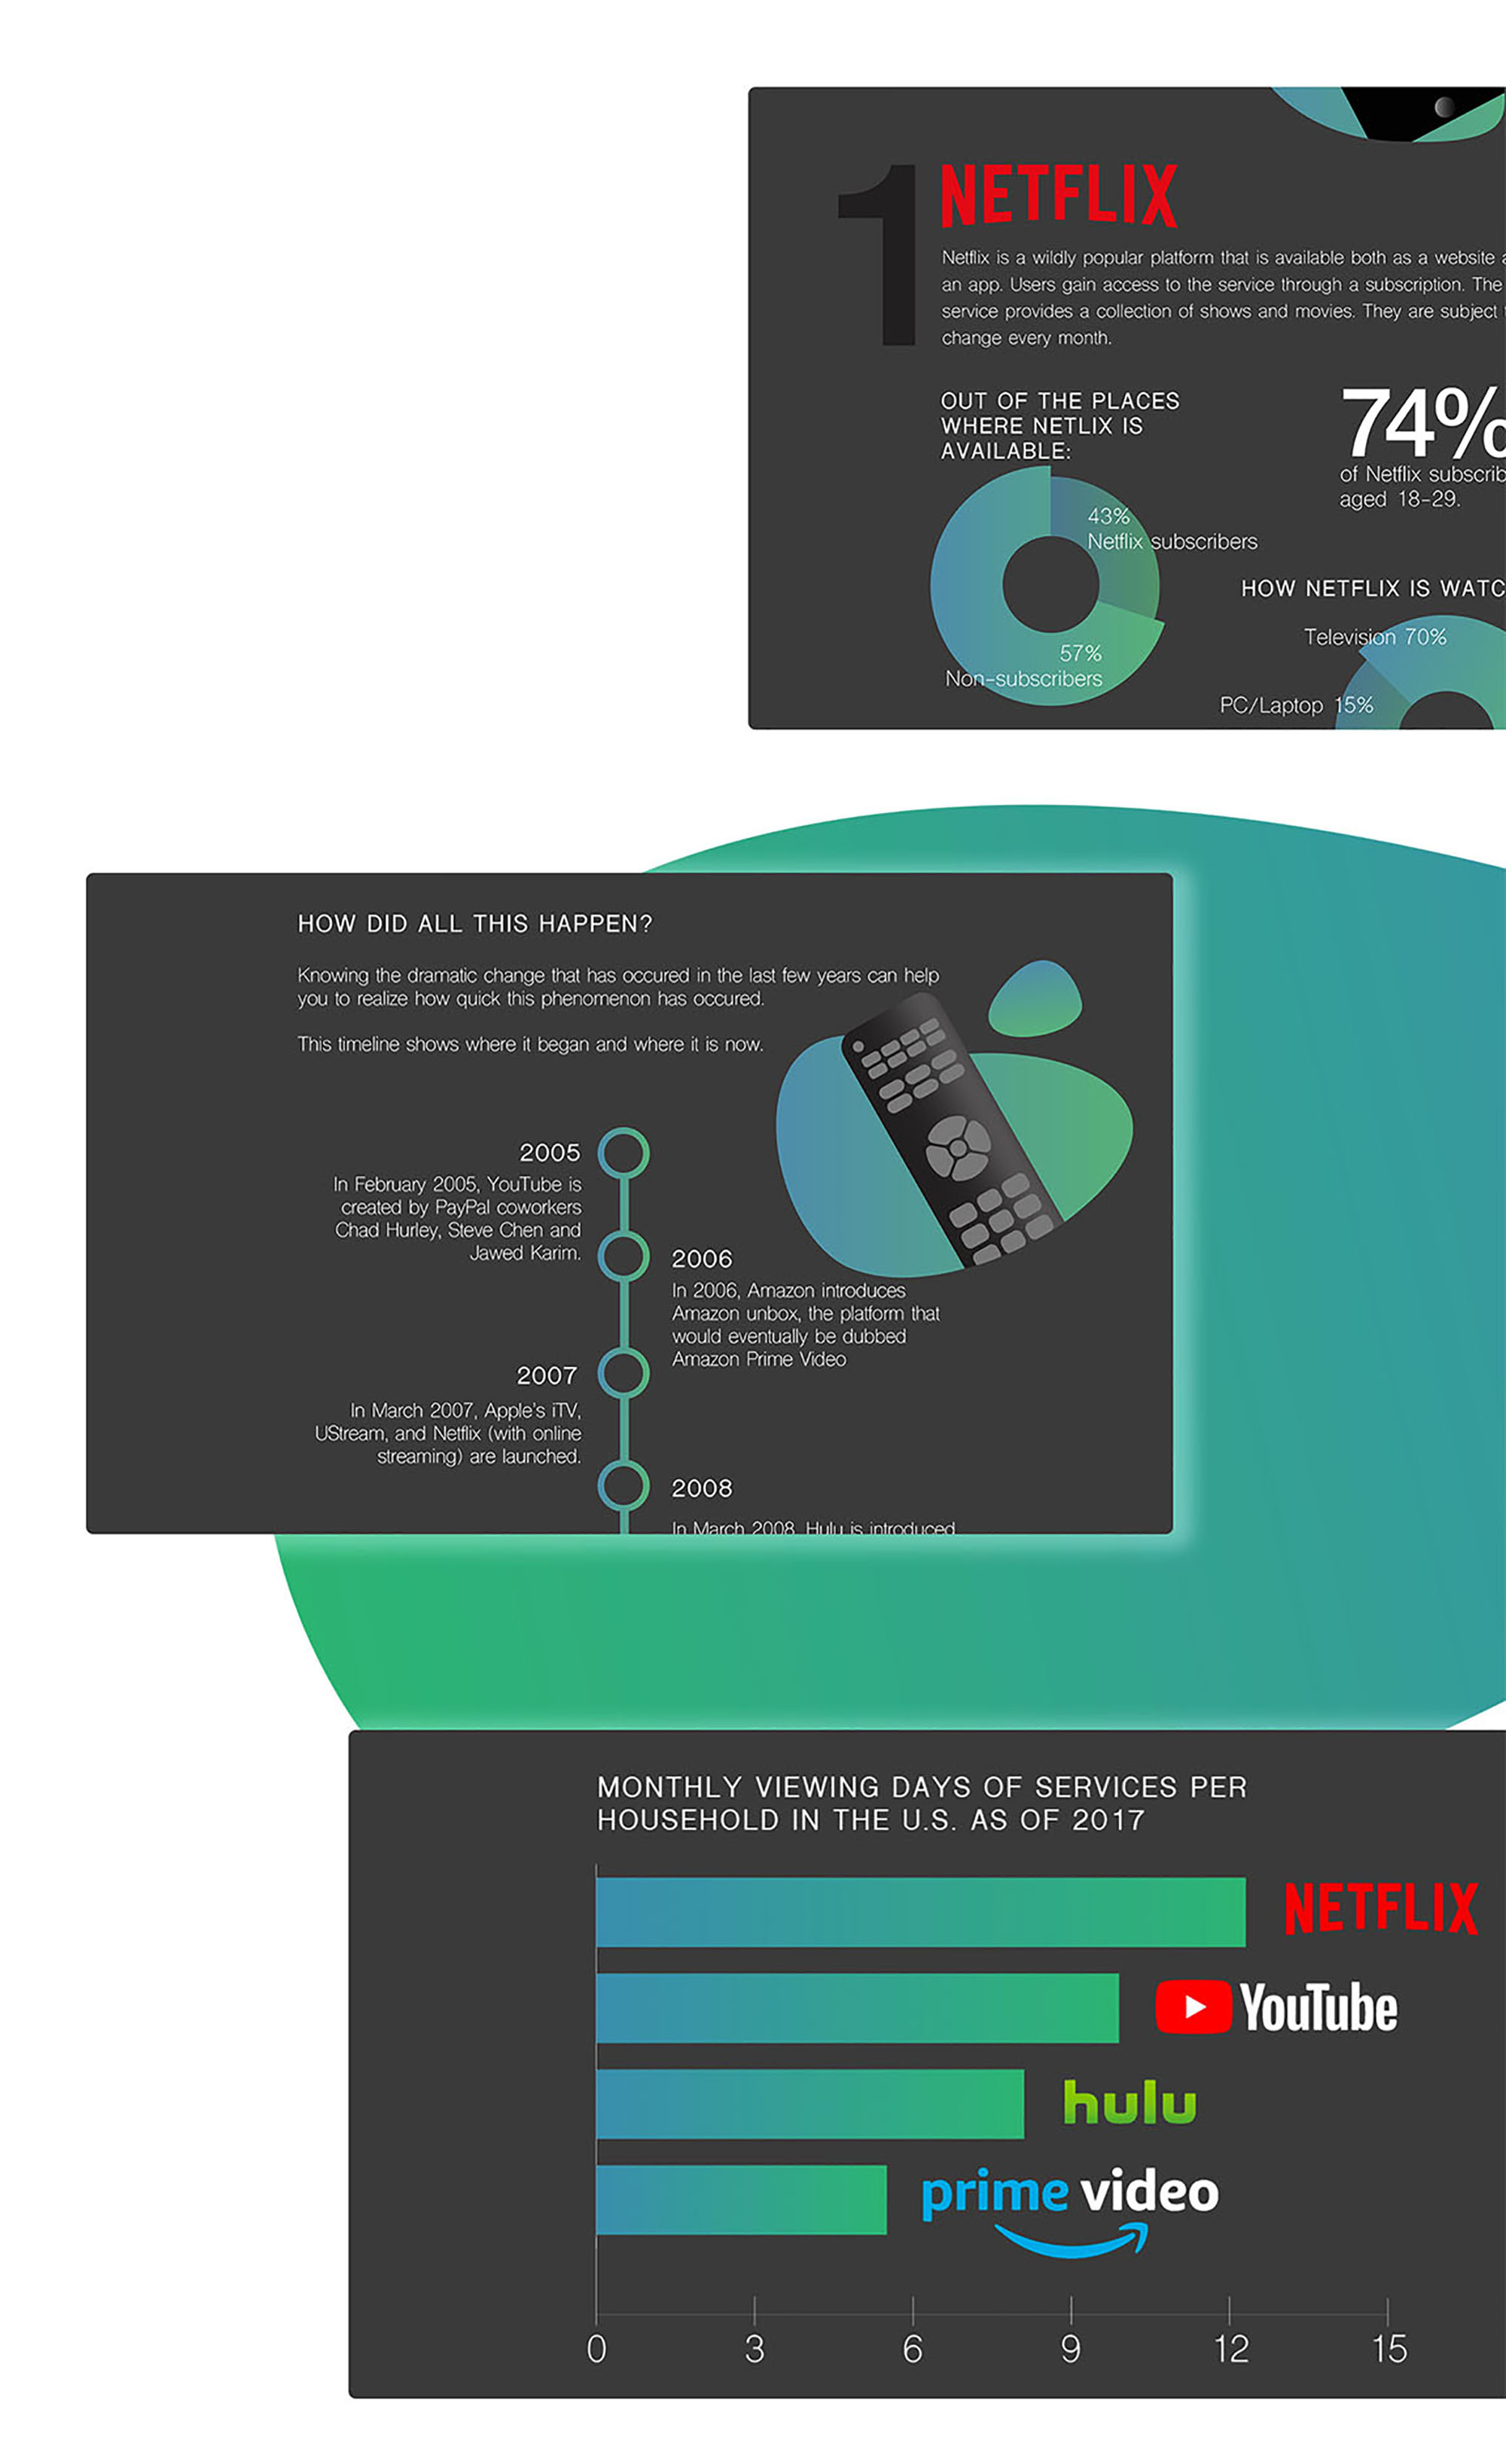 1
NETFLIX
Netflix is a wildly popular platform that is available both as a website
an app. Users gain access to the service through a subscription. The
service provides a collection of shows and movies. They are subject
change every month.
OUT OF THE PLACES
WHERE NETLIX IS
AVAILABLE:
74%
of Netflix
aged 18-29.
43%
Netflix subscribers
57%
Non-subscribers
HOW NETFLIX IS
Television 70%
PC/Laptop 15%
HOW DID ALL THIS HAPPEN?
Knowing the dramatic change that has occured in the last few years can help
you to realize how quick this phenomenon has occured.
This timeline shows where it began and where it is now.
2005
In February 2005, YouTube is
created by PayPal coworkers
Chad Hurley, Steve Chen and
Jawed Karim.
2006
In 2006, Amazon introduces
Amazon unbox, the platform that
would eventually be dubbed
Amazon Prime Video
2007
In March 2007, Apple's iTV,
UStream, and Netflix (with online
streaming) are launched.
2008
In March 2008, Hulu is introduced
MONTHLY VIEWING DAYS OF SERVICES PER
HOUSEHOLD IN THE U.S. AS OF 2017
NETFLIX
YouTube
hulu
prime video
0 3 6 9 12 15